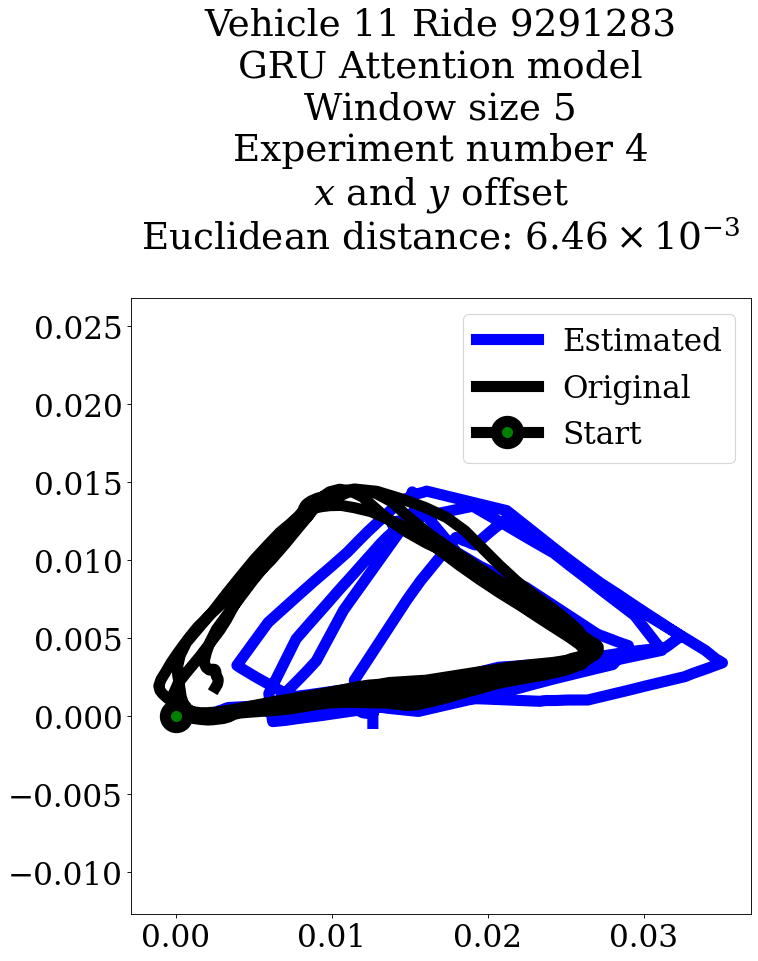 Vehicle 11 Ride 9291283
GRU Attention model
Window size 5
Experiment number 4
x and y offset
Euclidean distance: 6.46 × 10⁻³
Estimated
Original
Start
0.025
0.020
0.015
0.010
0.005
0.000
−0.005
−0.010
0.00 0.01 0.02 0.03